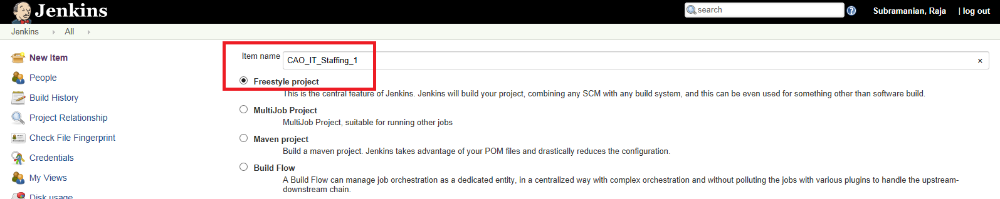 Jenkins
search
Subramanian, Raja
| log out
Jenkins All
New Item
People
Build History
Project Relationship
Check File Fingerprint
Credentials
My Views
Disk usage
Item name CAO_IT_Staffing_1 ×
Freestyle project
This is the central feature of Jenkins. Jenkins will build your project, combining any SCM with any build system, and this can be even used for something other than software build.
MultiJob Project
MultiJob Project, suitable for running other jobs
Maven project
Build a maven project. Jenkins takes advantage of your POM files and drastically reduces the configuration.
Build Flow
A Build Flow can manage job orchestration as a dedicated entity, in a centralized way with complex orchestration and without polluting the jobs with various plugins to handle the upstream-
downstream chain.